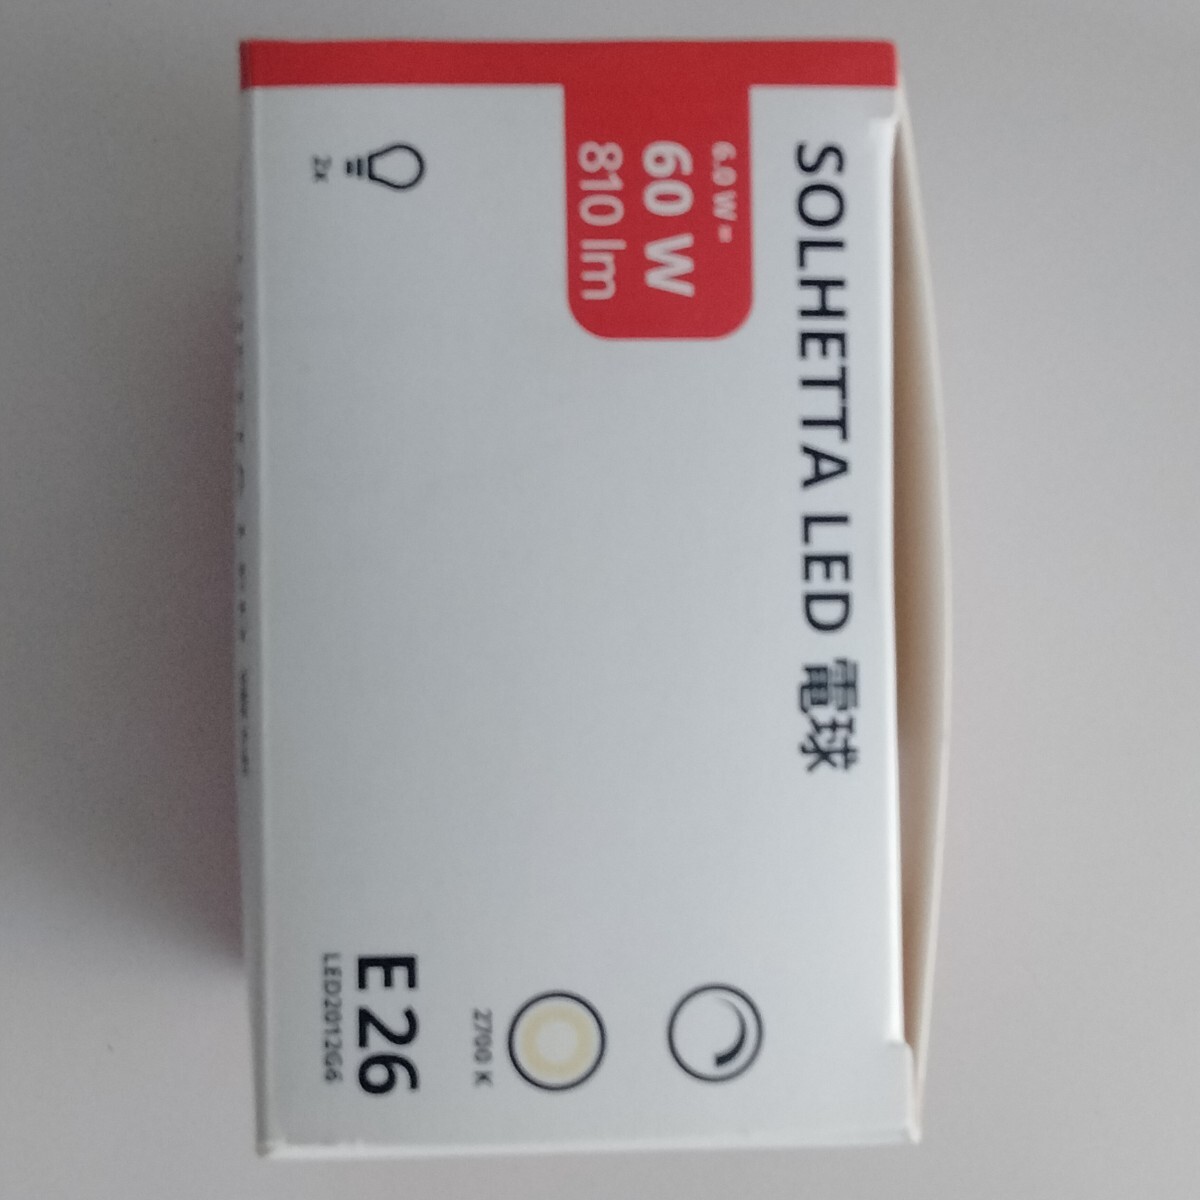 SOLHETTA LED 電球
6.0 W =
60 W
810 lm
2x
2700 K
E26
LED2012G6